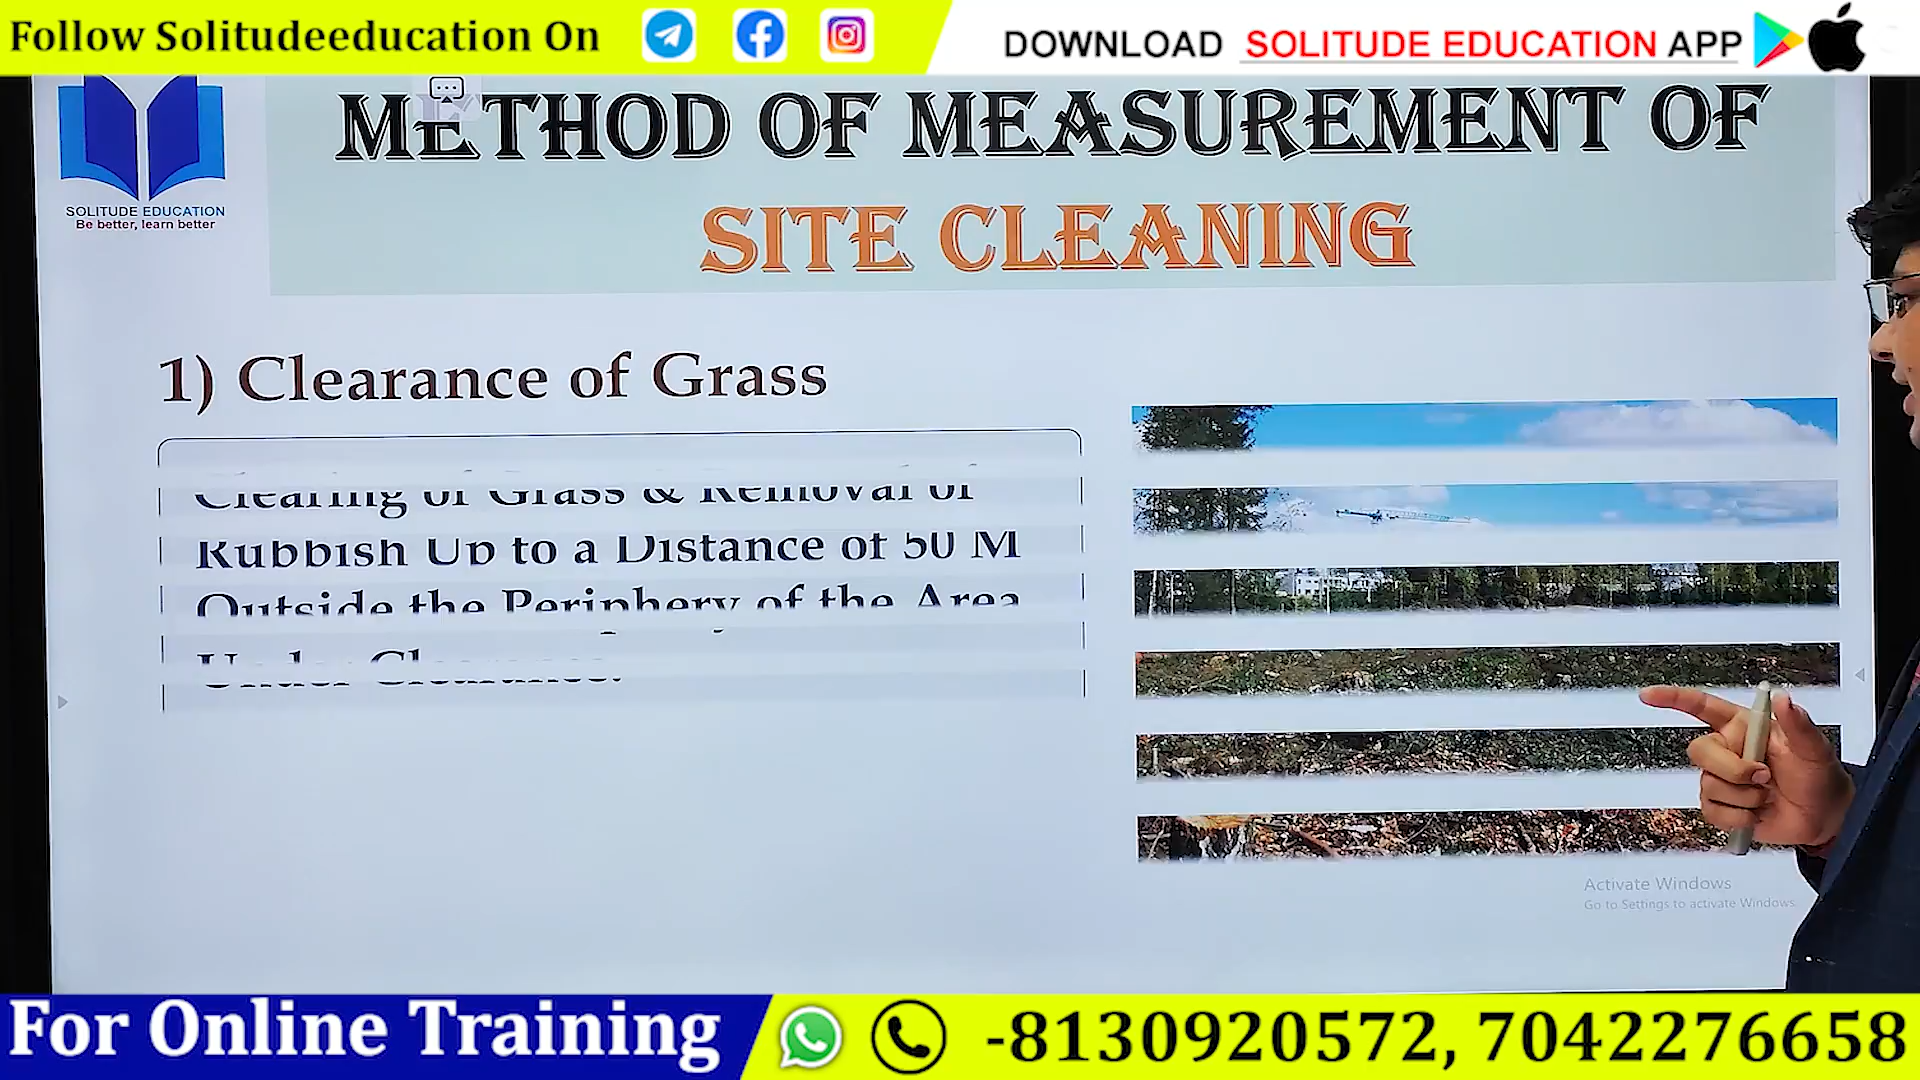 Follow Solitudeeducation On
DOWNLOAD SOLITUDE EDUCATION APP
METHOD OF MEASUREMENT OF
SITE CLEANING
SOLITUDE EDUCATION
Be better, learn better
1) Clearance of Grass
Clearing of Grass & Removal of
Rubbish Up to a Distance of 50 M
Outside the Periphery of the Area
Under Clearance.
Activate Windows
Go to Settings to activate Windows.
For Online Training
-8130920572, 7042276658